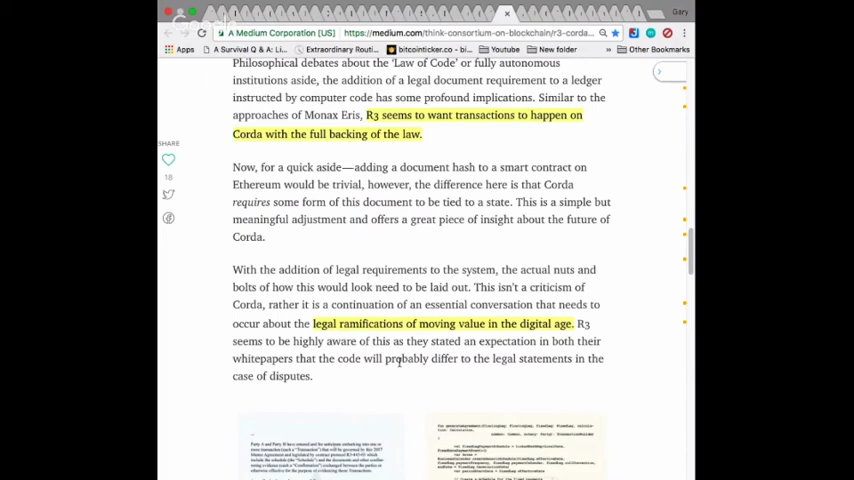 Google
Gary
A Medium Corporation [US]
https://medium.com/think-consortium-on-blockchain/r3-corda...
Apps
A Survival Q & Li...
Extraordinary Routi...
bitcointicker.co - bi...
Youtube
New folder
»
Other Bookmarks
Philosophical debates about the ‘Law of Code’ or fully autonomous
institutions aside, the addition of a legal document requirement to a ledger
instructed by computer code has some profound implications. Similar to the
approaches of Monax Eris, R3 seems to want transactions to happen on
Corda with the full backing of the law.
SHARE
18
Now, for a quick aside—adding a document hash to a smart contract on
Ethereum would be trivial, however, the difference here is that Corda
requires some form of this document to be tied to a state. This is a simple but
meaningful adjustment and offers a great piece of insight about the future of
Corda.
With the addition of legal requirements to the system, the actual nuts and
bolts of how this would look need to be laid out. This isn’t a criticism of
Corda, rather it is a continuation of an essential conversation that needs to
occur about the legal ramifications of moving value in the digital age. R3
seems to be highly aware of this as they stated an expectation in both their
whitepapers that the code will probably differ to the legal statements in the
case of disputes.